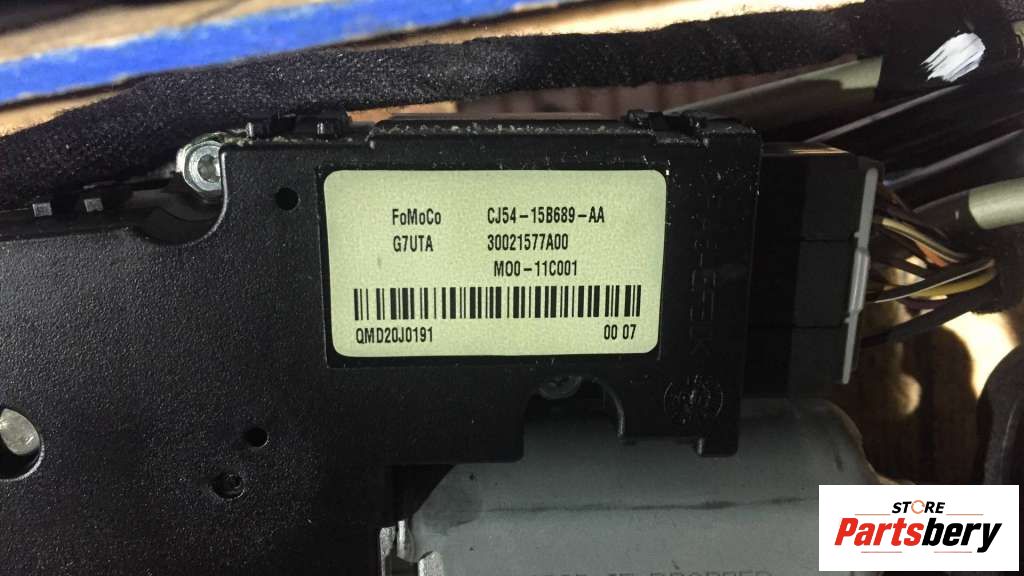 FoMoCo CJ54-15B689-AA
G7UTA 30021577A00
M00-11C001
QMD20J0191 00 07
STORE
Partsbery